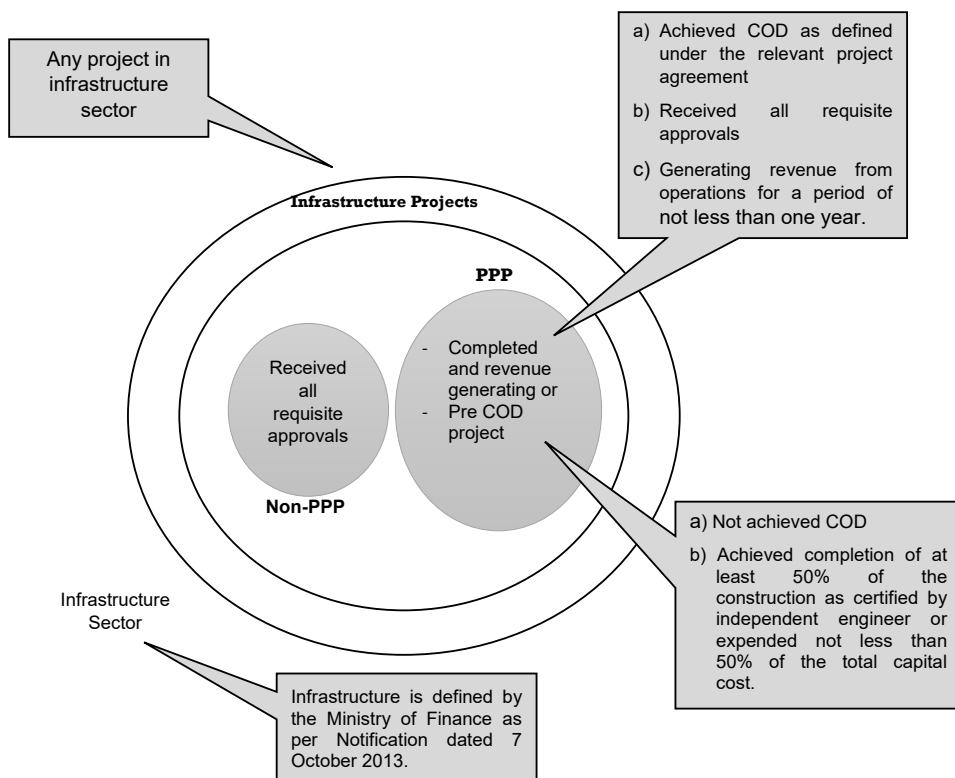 Any project in
infrastructure
sector
a) Achieved COD as defined
under the relevant project
agreement
b) Received all requisite
approvals
c) Generating revenue from
operations for a period of
not less than one year.
Infrastructure Projects
PPP
- Completed
and revenue
generating or
- Pre COD
project
Received
all
requisite
approvals
Non-PPP
a) Not achieved COD
b) Achieved completion of at
least 50% of the
construction as certified by
independent engineer or
expended not less than
50% of the total capital
cost.
Infrastructure
Sector
Infrastructure is defined by
the Ministry of Finance as
per Notification dated 7
October 2013.